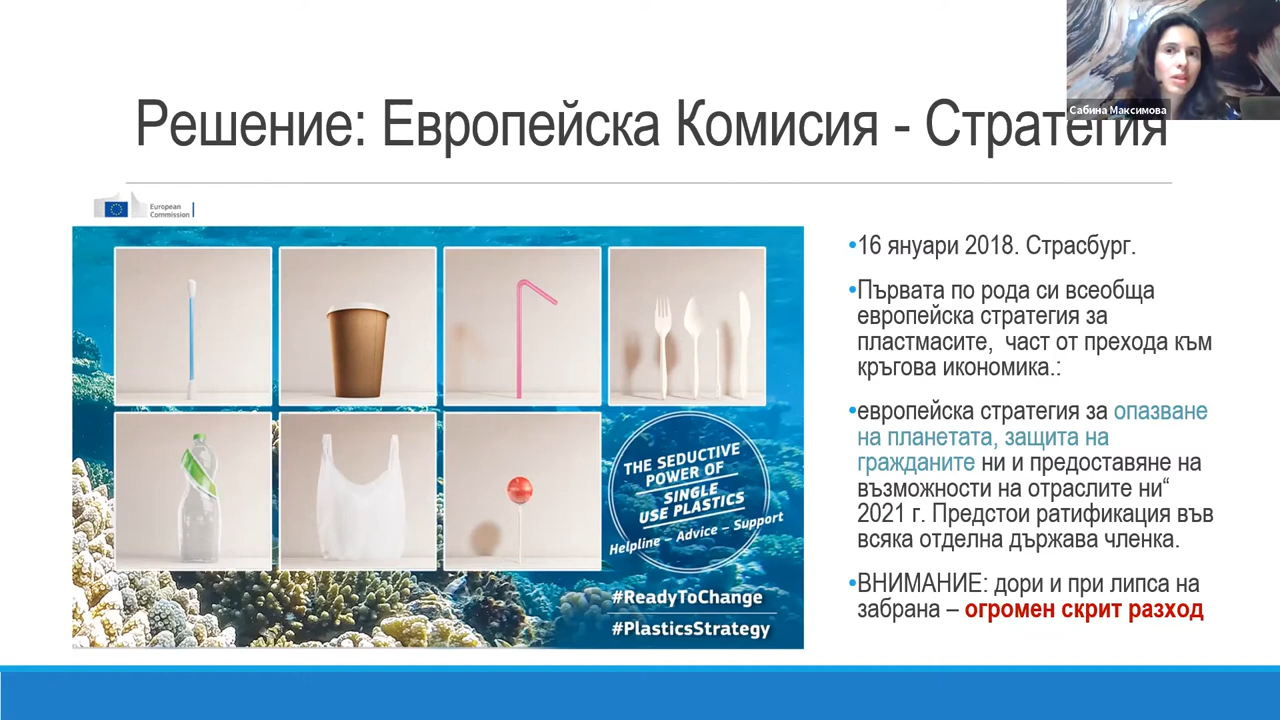 Сабина Максимова
Решение: Европейска Комисия - Стратегия
European
Commission
•16 януари 2018. Страсбург.
•Първата по рода си всеобща
европейска стратегия за
пластмасите, част от прехода към
кръгова икономика.:
•европейска стратегия за опазване
на планетата, защита на
гражданите ни и предоставяне на
възможности на отраслите ни“
2021 г. Предстои ратификация във
всяка отделна държава членка.
•ВНИМАНИЕ: дори и при липса на
забрана – огромен скрит разход
THE SEDUCTIVE
POWER OF
SINGLE
USE PLASTICS
Helpline – Advice – Support
#ReadyToChange
#PlasticsStrategy